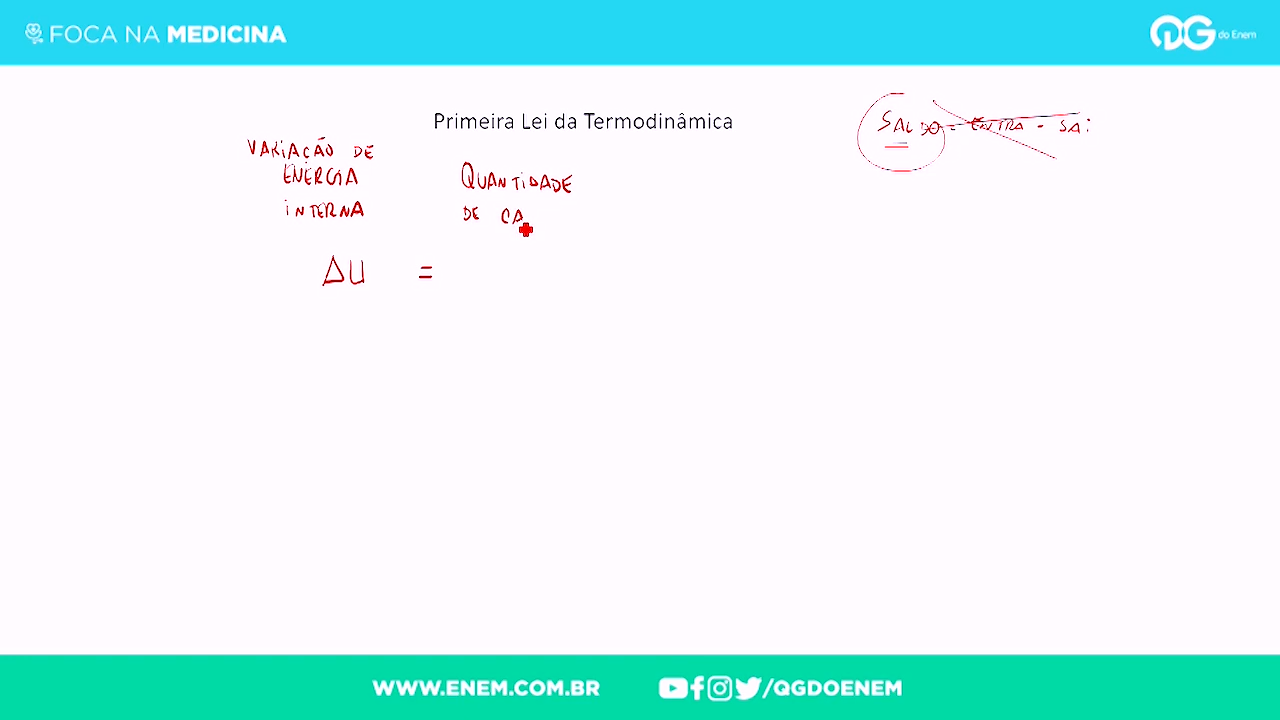 FOCA NA MEDICINA
QG do Enem
Primeira Lei da Termodinâmica
SALDO = ENTRA - SAi
VARiAÇÃO DE
ENERGIA
iNTERNA
QUANTiDADE
DE CA
ΔU =
WWW.ENEM.COM.BR
/QGDOENEM